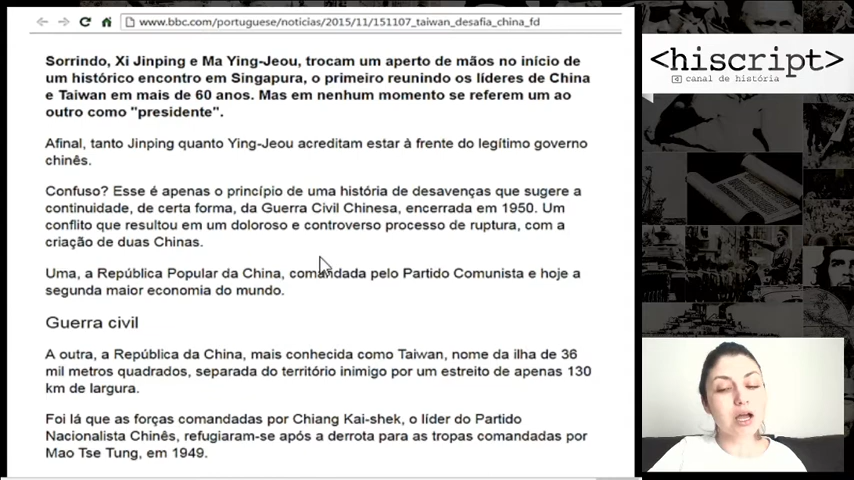 www.bbc.com/portuguese/noticias/2015/11/151107_taiwan_desafia_china_fd
Sorrindo, Xi Jinping e Ma Ying-Jeou, trocam um aperto de mãos no início de
um histórico encontro em Singapura, o primeiro reunindo os líderes de China
e Taiwan em mais de 60 anos. Mas em nenhum momento se referem um ao
outro como "presidente".
Afinal, tanto Jinping quanto Ying-Jeou acreditam estar à frente do legítimo governo
chinês.
Confuso? Esse é apenas o princípio de uma história de desavenças que sugere a
continuidade, de certa forma, da Guerra Civil Chinesa, encerrada em 1950. Um
conflito que resultou em um doloroso e controverso processo de ruptura, com a
criação de duas Chinas.
Uma, a República Popular da China, comandada pelo Partido Comunista e hoje a
segunda maior economia do mundo.
Guerra civil
A outra, a República da China, mais conhecida como Taiwan, nome da ilha de 36
mil metros quadrados, separada do território inimigo por um estreito de apenas 130
km de largura.
Foi lá que as forças comandadas por Chiang Kai-shek, o líder do Partido
Nacionalista Chinês, refugiaram-se após a derrota para as tropas comandadas por
Mao Tse Tung, em 1949.
<hiscript>
canal de história